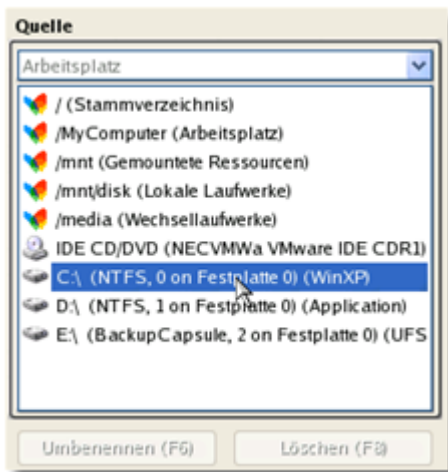 Quelle
Arbeitsplatz
/ (Stammverzeichnis)
/MyComputer (Arbeitsplatz)
/mnt (Gemountete Ressourcen)
/mnt/disk (Lokale Laufwerke)
/media (Wechsellaufwerke)
IDE CD/DVD (NECVMWa VMware IDE CDR1)
C:\ (NTFS, 0 on Festplatte 0) (WinXP)
D:\ (NTFS, 1 on Festplatte 0) (Application)
E:\ (BackupCapsule, 2 on Festplatte 0) (UFS
Umbenennen (F6) Löschen (F8)